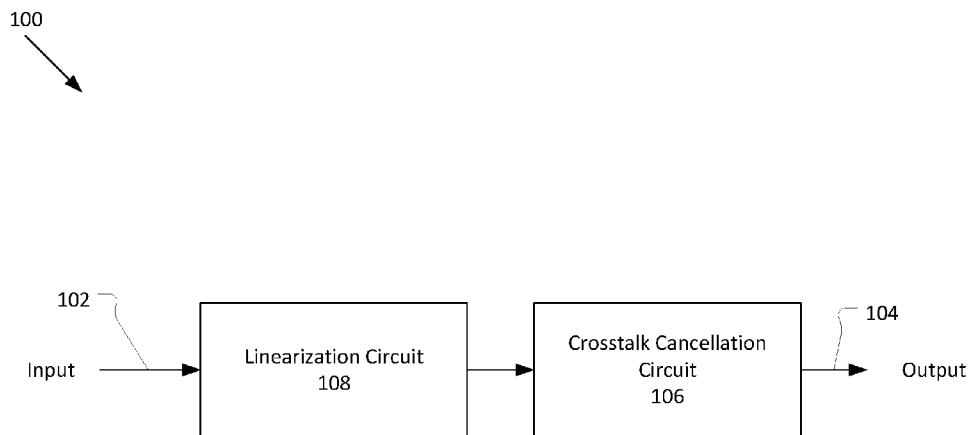 100
102
104
Input
Linearization Circuit
108
Crosstalk Cancellation
Circuit
106
Output